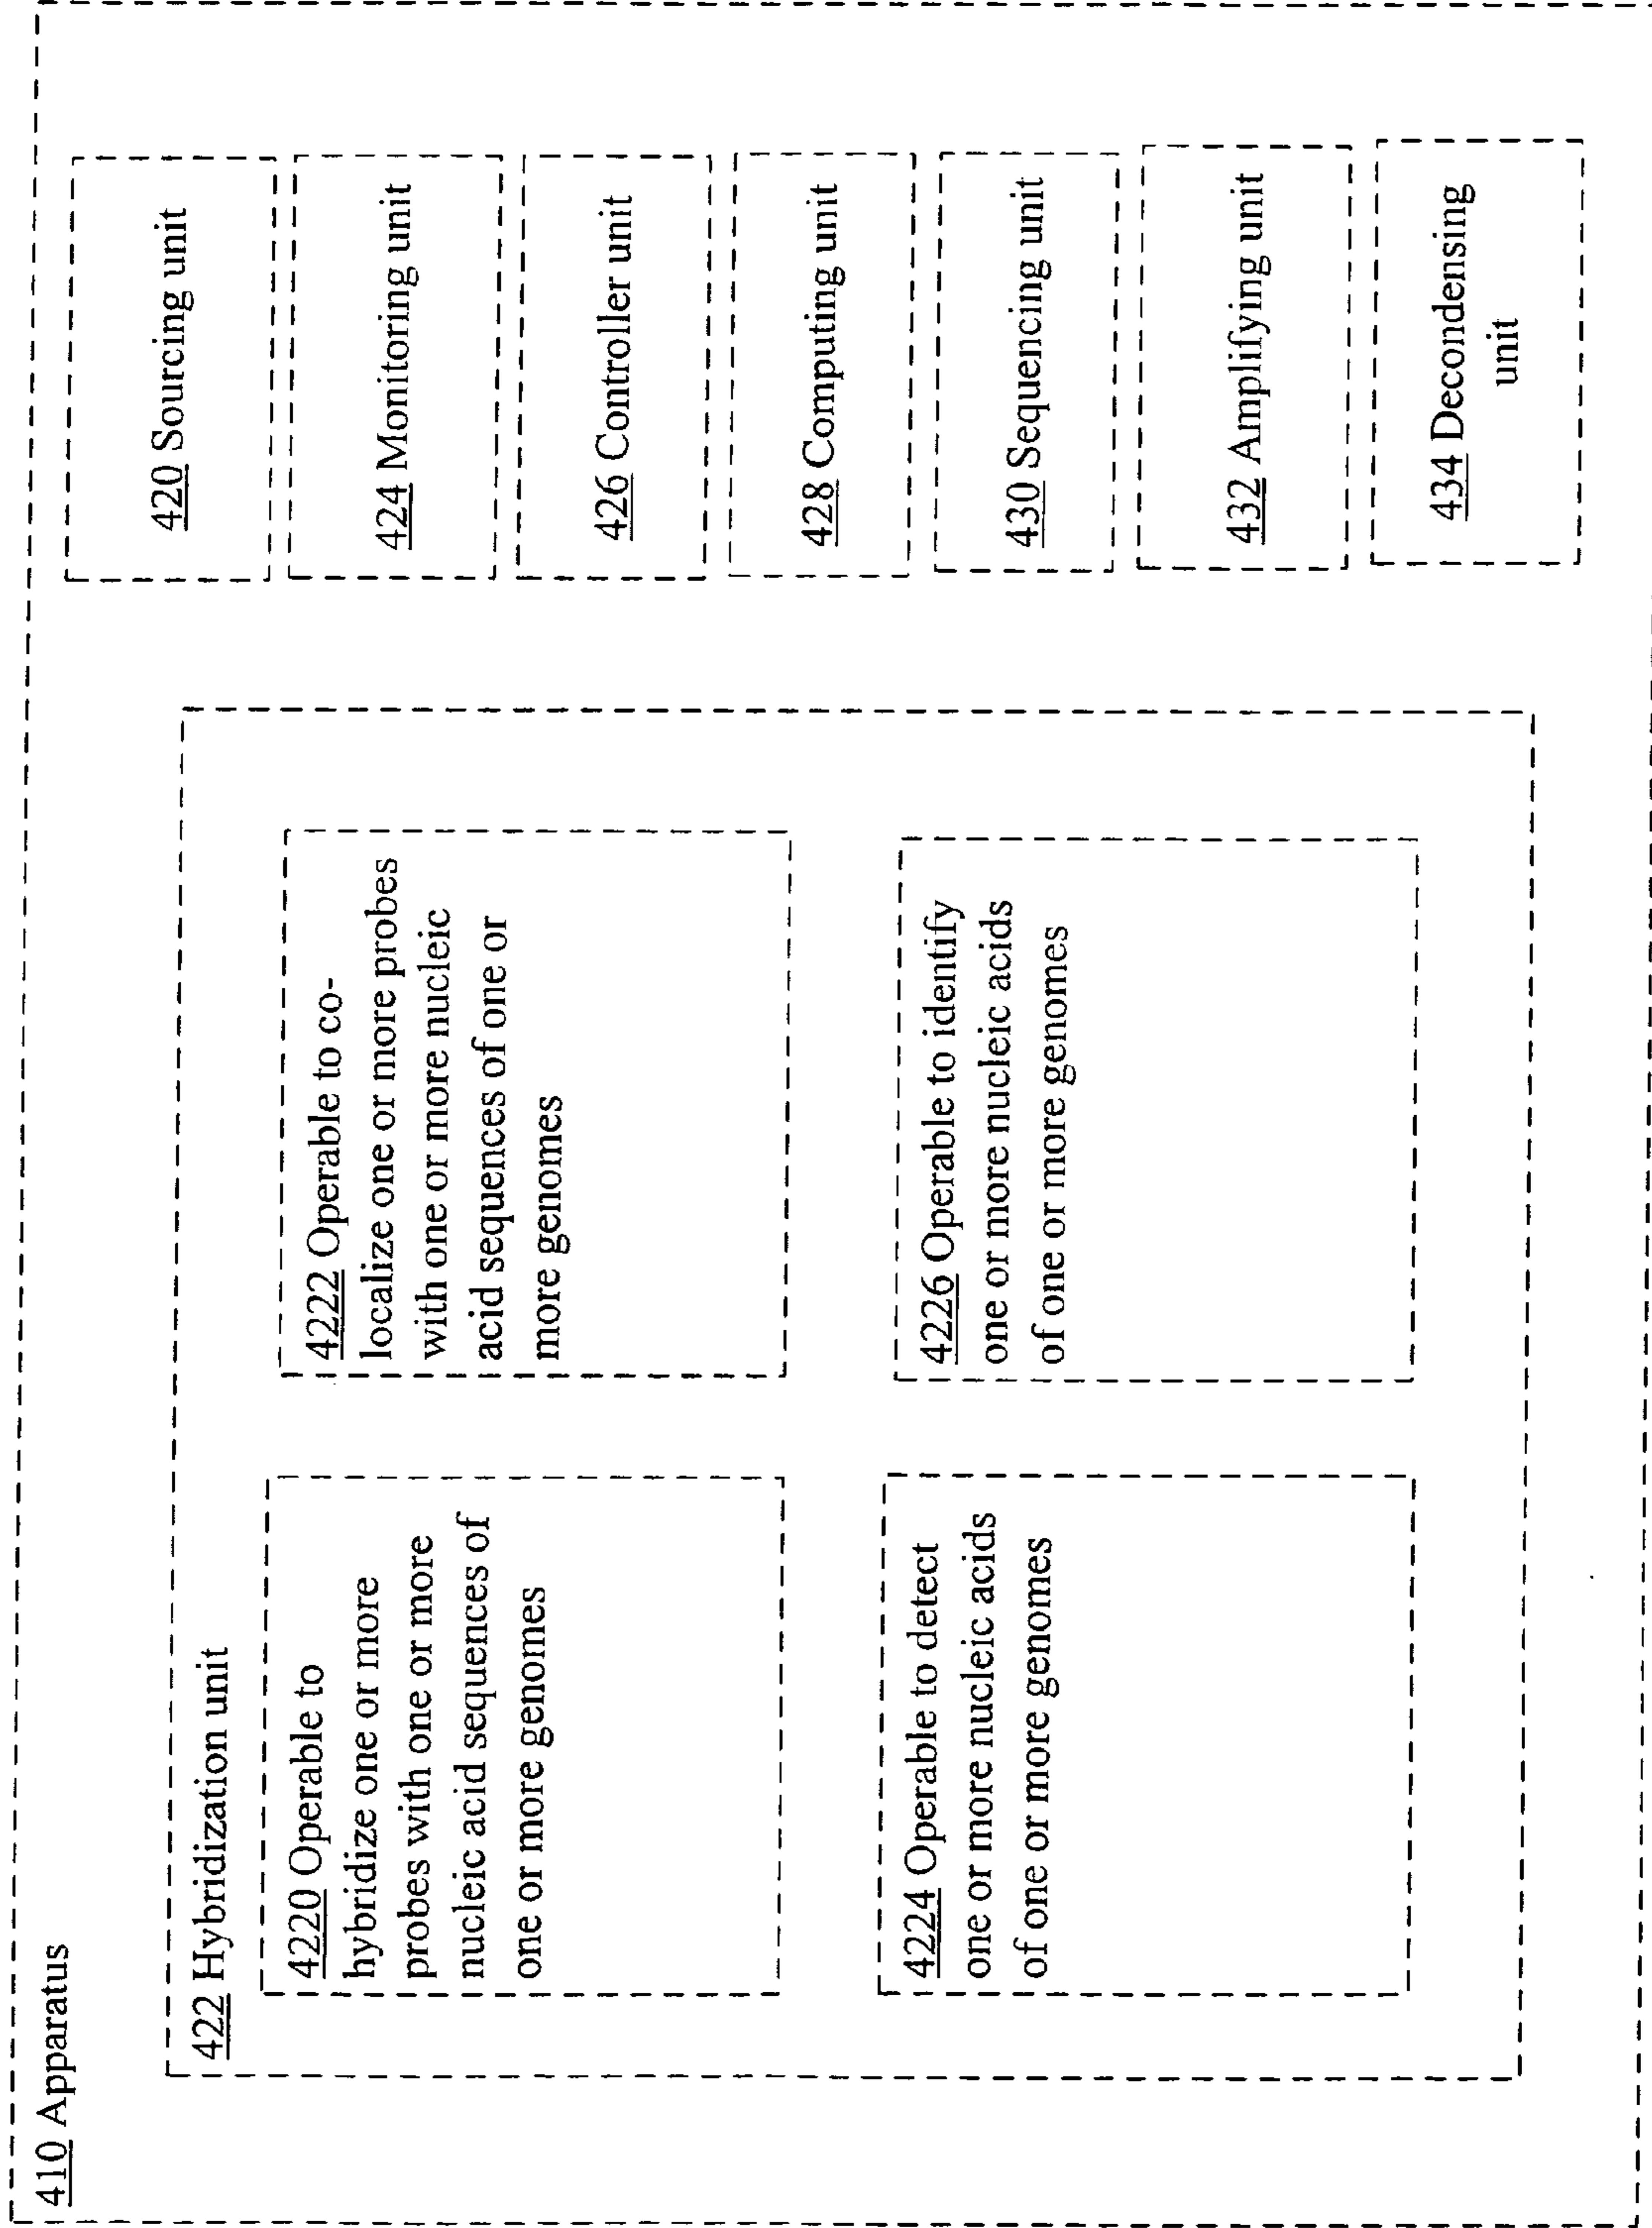 410 Apparatus
422 Hybridization unit
4220 Operable to
hybridize one or more
probes with one or more
nucleic acid sequences of
one or more genomes
4222 Operable to co-
localize one or more probes
with one or more nucleic
acid sequences of one or
more genomes
4224 Operable to detect
one or more nucleic acids
of one or more genomes
4226 Operable to identify
one or more nucleic acids
of one or more genomes
420 Sourcing unit
424 Monitoring unit
426 Controller unit
428 Computing unit
430 Sequencing unit
432 Amplifying unit
434 Decondensing
unit